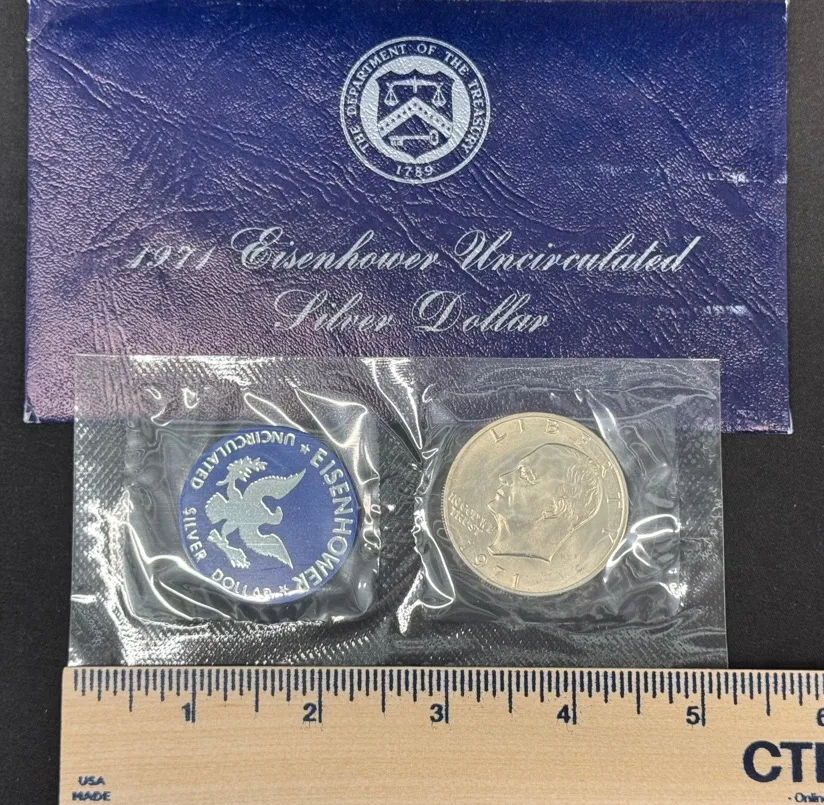 THE DEPARTMENT OF THE TREASURY
1789
1971 Eisenhower Uncirculated
Silver Dollar
EISENHOWER
UNCIRCULATED
SILVER DOLLAR
LIBERTY
IN GOD WE
TRUST
1971
1 2 3 4 5 6
USA
MADE